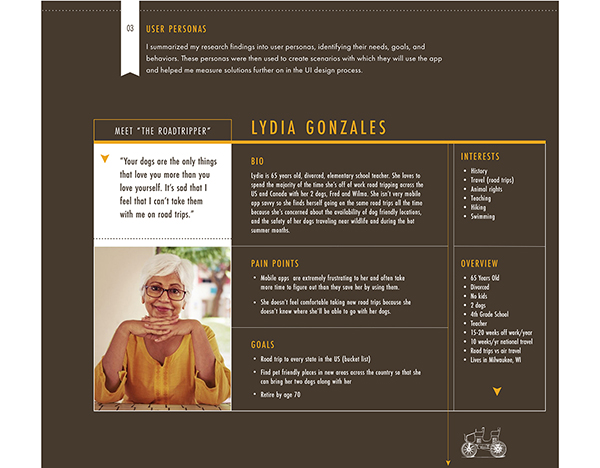 03
USER PERSONAS
I summarized my research findings into user personas, identifying their needs, goals, and
behaviors. These personas were then used to create scenarios with which they will use the app
and helped me measure solutions further on in the UI design process.
MEET "THE ROADTRIPPER"
LYDIA GONZALES
"Your dogs are the only things
that love you more than you
love yourself. It's sad that I
feel that I can't take them
with me on road trips."
BIO
Lydia is 65 years old, divorced, elementary school teacher. She loves to
spend the majority of the time she's off of work road tripping across the
US and Canada with her 2 dogs, Fred and Wilma. She isn't very mobile
app savvy so she finds herself going on the same road trips all the time
because she's concerned about the availability of dog friendly locations,
and the safety of her dogs traveling near wildlife and during the hot
summer months.
INTERESTS
• History
• Travel (road trips)
• Animal rights
• Teaching
• Hiking
• Swimming
PAIN POINTS
• Mobile apps are extremely frustrating to her and often take
more time to figure out than they save her by using them.
• She doesn't feel comfortable taking new road trips because she
doesn't know where she'll be able to go with her dogs.
GOALS
• Road trip to every state in the US (bucket list)
• Find pet friendly places in new areas across the country so that she
can bring her two dogs along with her
• Retire by age 70
OVERVIEW
• 65 Years Old
• Divorced
• No kids
• 2 dogs
• 4th Grade School
• Teacher
• 15-20 weeks off work/year
• 10 weeks/yr national travel
• Road trips vs air travel
• Lives in Milwaukee, WI